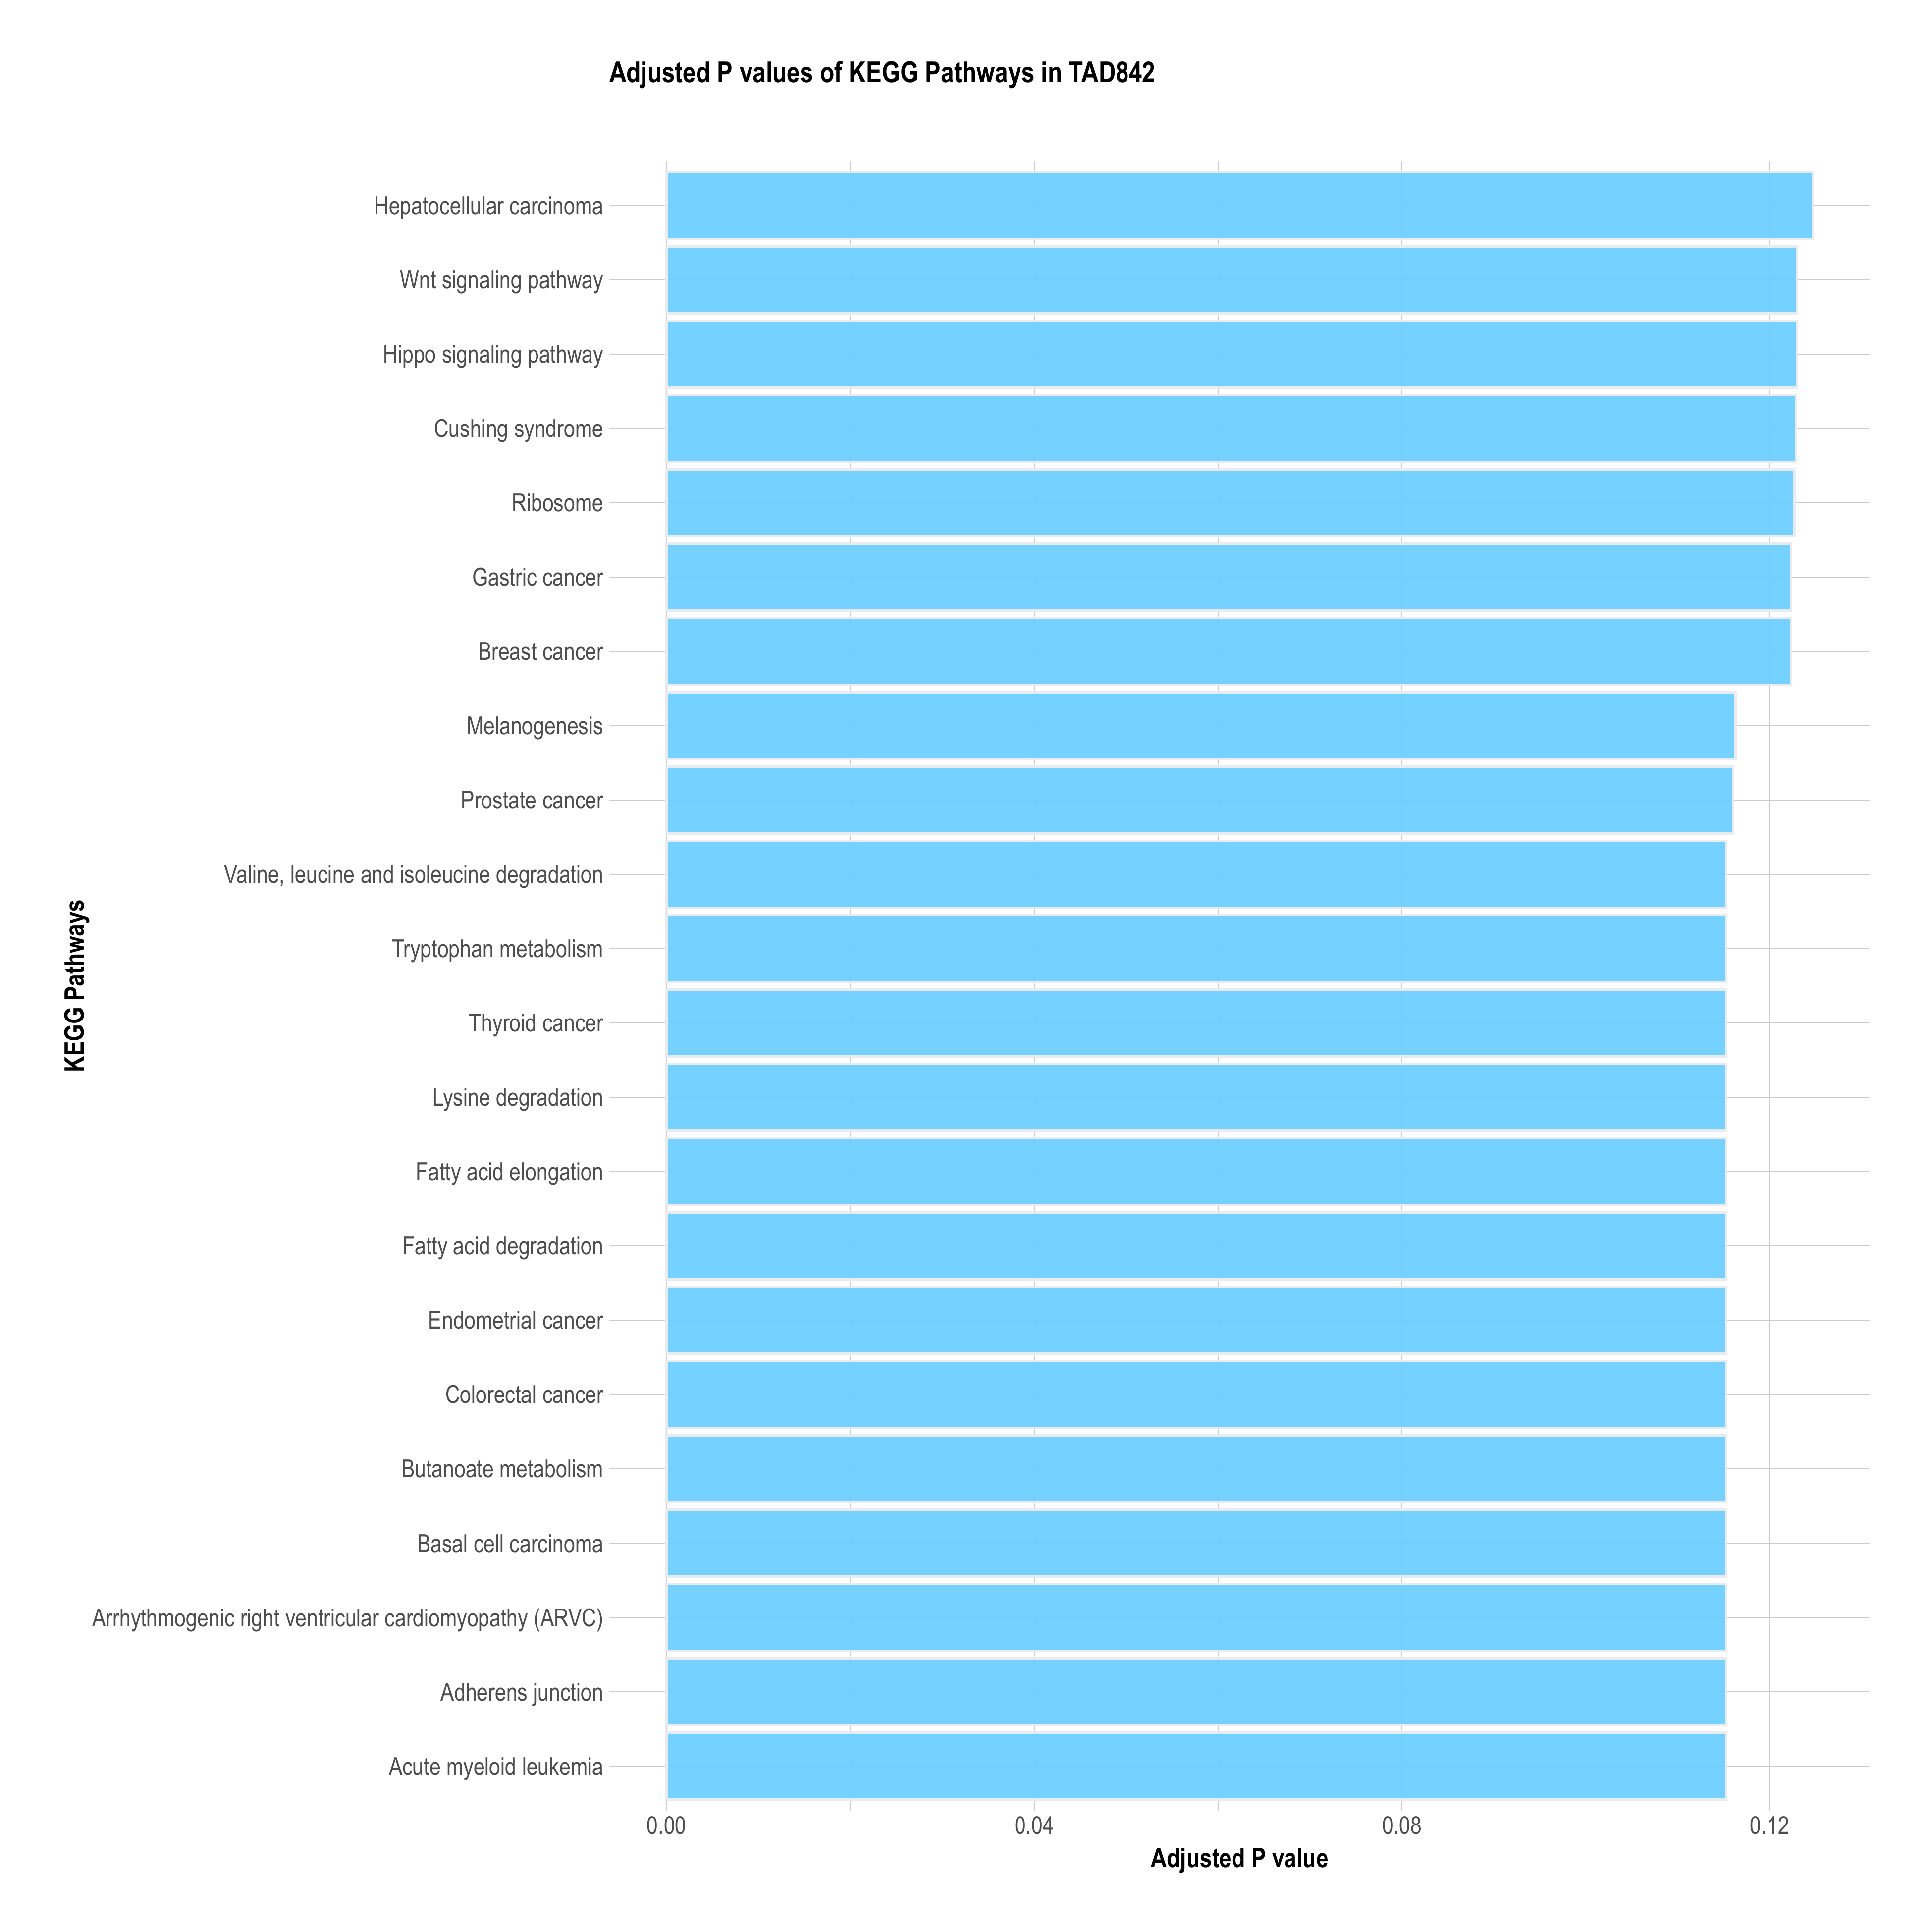 Adjusted P values of KEGG Pathways in TAD842
KEGG Pathways
Hepatocellular carcinoma
Wnt signaling pathway
Hippo signaling pathway
Cushing syndrome
Ribosome
Gastric cancer
Breast cancer
Melanogenesis
Prostate cancer
Valine, leucine and isoleucine degradation
Tryptophan metabolism
Thyroid cancer
Lysine degradation
Fatty acid elongation
Fatty acid degradation
Endometrial cancer
Colorectal cancer
Butanoate metabolism
Basal cell carcinoma
Arrhythmogenic right ventricular cardiomyopathy (ARVC)
Adherens junction
Acute myeloid leukemia
0.00 0.04 0.08 0.12
Adjusted P value